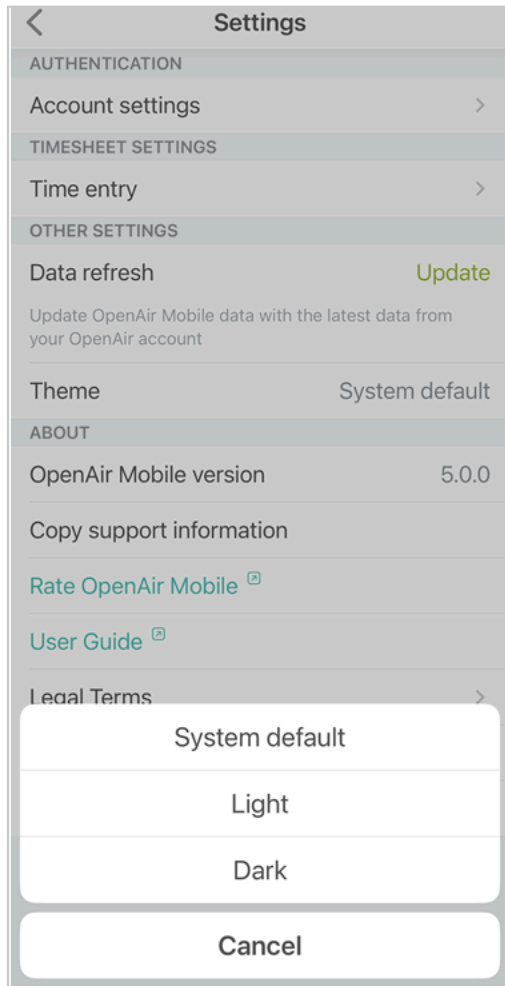 Settings
AUTHENTICATION
Account settings
TIMESHEET SETTINGS
Time entry
OTHER SETTINGS
Data refresh Update
Update OpenAir Mobile data with the latest data from
your OpenAir account
Theme System default
ABOUT
OpenAir Mobile version 5.0.0
Copy support information
Rate OpenAir Mobile
User Guide
Legal Terms
System default
Light
Dark
Cancel